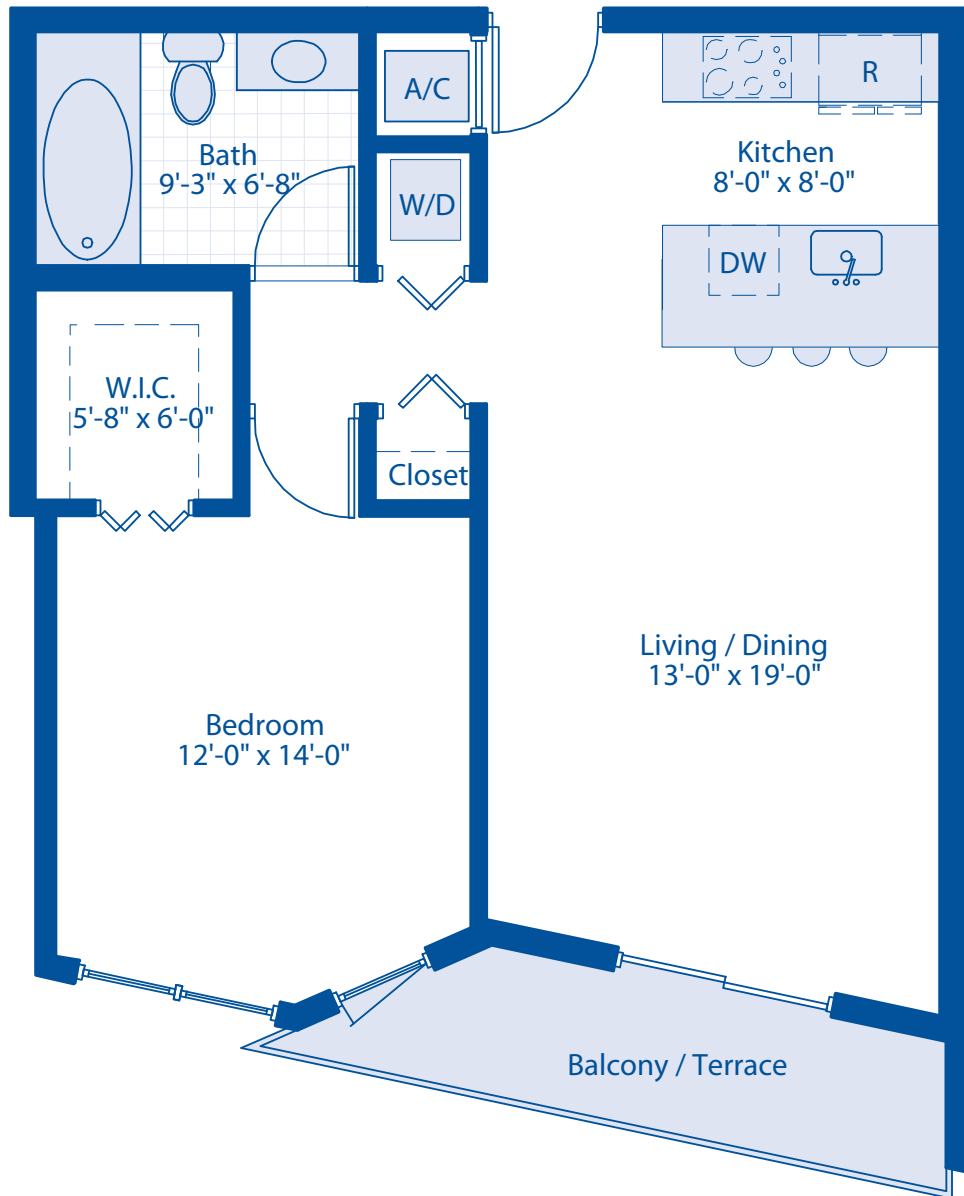 A/C
R
Bath
9'-3" x 6'-8"
Kitchen
8'-0" x 8'-0"
W/D
DW
W.I.C.
5'-8" x 6'-0"
Closet
Living / Dining
13'-0" x 19'-0"
Bedroom
12'-0" x 14'-0"
Balcony / Terrace